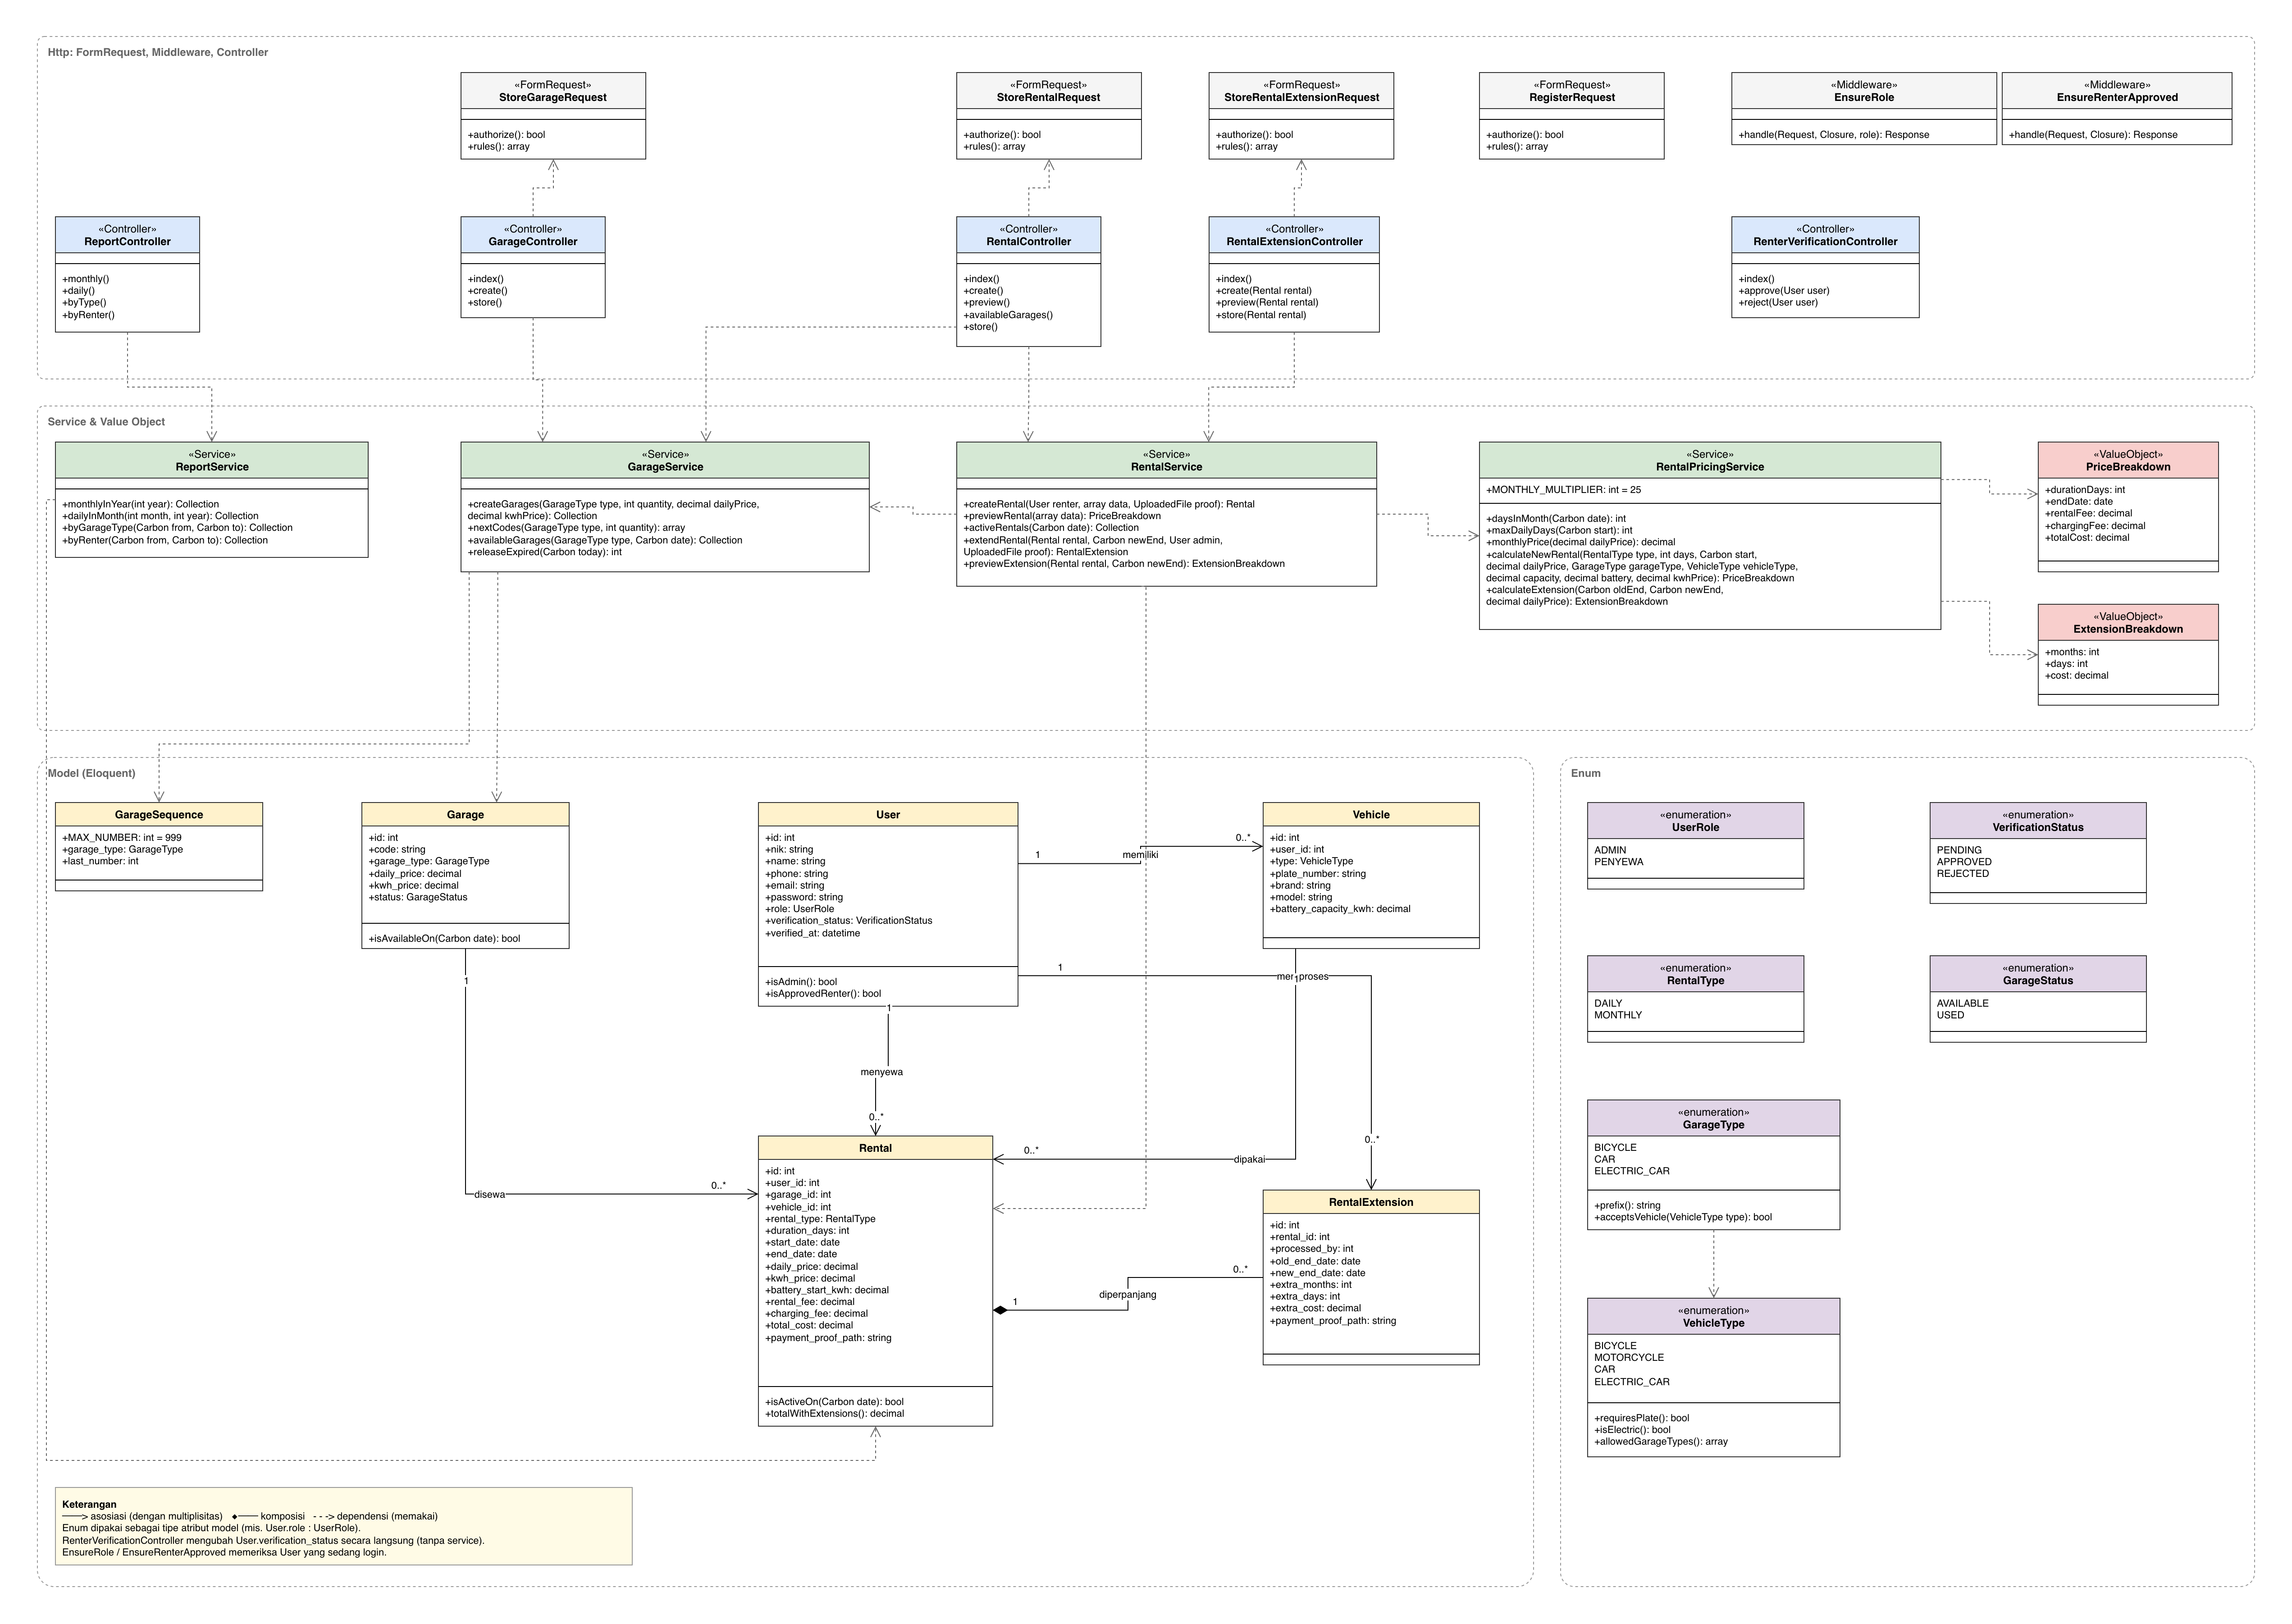 Http: FormRequest, Middleware, Controller
«FormRequest»
StoreGarageRequest
+authorize(): bool
+rules(): array
«FormRequest»
StoreRentalRequest
+authorize(): bool
+rules(): array
«FormRequest»
StoreRentalExtensionRequest
+authorize(): bool
+rules(): array
«FormRequest»
RegisterRequest
+authorize(): bool
+rules(): array
«Middleware»
EnsureRole
+handle(Request, Closure, role): Response
«Middleware»
EnsureRenterApproved
+handle(Request, Closure): Response
«Controller»
ReportController
+monthly()
+daily()
+byType()
+byRenter()
«Controller»
GarageController
+index()
+create()
+store()
«Controller»
RentalController
+index()
+create()
+preview()
+availableGarages()
+store()
«Controller»
RentalExtensionController
+index()
+create(Rental rental)
+preview(Rental rental)
+store(Rental rental)
«Controller»
RenterVerificationController
+index()
+approve(User user)
+reject(User user)
Service & Value Object
«Service»
ReportService
+monthlyInYear(int year): Collection
+dailyInMonth(int month, int year): Collection
+byGarageType(Carbon from, Carbon to): Collection
+byRenter(Carbon from, Carbon to): Collection
«Service»
GarageService
+createGarages(GarageType type, int quantity, decimal dailyPrice,
decimal kwhPrice): Collection
+nextCodes(GarageType type, int quantity): array
+availableGarages(GarageType type, Carbon date): Collection
+releaseExpired(Carbon today): int
«Service»
RentalService
+createRental(User renter, array data, UploadedFile proof): Rental
+previewRental(array data): PriceBreakdown
+activeRentals(Carbon date): Collection
+extendRental(Rental rental, Carbon newEnd, User admin,
UploadedFile proof): RentalExtension
+previewExtension(Rental rental, Carbon newEnd): ExtensionBreakdown
«Service»
RentalPricingService
+MONTHLY_MULTIPLIER: int = 25
+daysInMonth(Carbon date): int
+maxDailyDays(Carbon start): int
+monthlyPrice(decimal dailyPrice): decimal
+calculateNewRental(RentalType type, int days, Carbon start,
decimal dailyPrice, GarageType garageType, VehicleType vehicleType,
decimal capacity, decimal battery, decimal kwhPrice): PriceBreakdown
+calculateExtension(Carbon oldEnd, Carbon newEnd,
decimal dailyPrice): ExtensionBreakdown
«ValueObject»
PriceBreakdown
+durationDays: int
+endDate: date
+rentalFee: decimal
+chargingFee: decimal
+totalCost: decimal
«ValueObject»
ExtensionBreakdown
+months: int
+days: int
+cost: decimal
Model (Eloquent)
GarageSequence
+MAX_NUMBER: int = 999
+garage_type: GarageType
+last_number: int
Garage
+id: int
+code: string
+garage_type: GarageType
+daily_price: decimal
+kwh_price: decimal
+status: GarageStatus
+isAvailableOn(Carbon date): bool
User
+id: int
+nik: string
+name: string
+phone: string
+email: string
+password: string
+role: UserRole
+verification_status: VerificationStatus
+verified_at: datetime
+isAdmin(): bool
+isApprovedRenter(): bool
1
memiliki
0..*
Vehicle
+id: int
+user_id: int
+type: VehicleType
+plate_number: string
+brand: string
+model: string
+battery_capacity_kwh: decimal
1
1
1
memproses
1
menyewa
0..*
0..*
dipakai
0..*
0..*
disewa
Rental
+id: int
+user_id: int
+garage_id: int
+vehicle_id: int
+rental_type: RentalType
+duration_days: int
+start_date: date
+end_date: date
+daily_price: decimal
+kwh_price: decimal
+battery_start_kwh: decimal
+rental_fee: decimal
+charging_fee: decimal
+total_cost: decimal
+payment_proof_path: string
+isActiveOn(Carbon date): bool
+totalWithExtensions(): decimal
1
diperpanjang
0..*
RentalExtension
+id: int
+rental_id: int
+processed_by: int
+old_end_date: date
+new_end_date: date
+extra_months: int
+extra_days: int
+extra_cost: decimal
+payment_proof_path: string
Enum
«enumeration»
UserRole
ADMIN
PENYEWA
«enumeration»
VerificationStatus
PENDING
APPROVED
REJECTED
«enumeration»
RentalType
DAILY
MONTHLY
«enumeration»
GarageStatus
AVAILABLE
USED
«enumeration»
GarageType
BICYCLE
CAR
ELECTRIC_CAR
+prefix(): string
+acceptsVehicle(VehicleType type): bool
«enumeration»
VehicleType
BICYCLE
MOTORCYCLE
CAR
ELECTRIC_CAR
+requiresPlate(): bool
+isElectric(): bool
+allowedGarageTypes(): array
Keterangan
───> asosiasi (dengan multiplisitas) ◆─── komposisi - - -> dependensi (memakai)
Enum dipakai sebagai tipe atribut model (mis. User.role : UserRole).
RenterVerificationController mengubah User.verification_status secara langsung (tanpa service).
EnsureRole / EnsureRenterApproved memeriksa User yang sedang login.